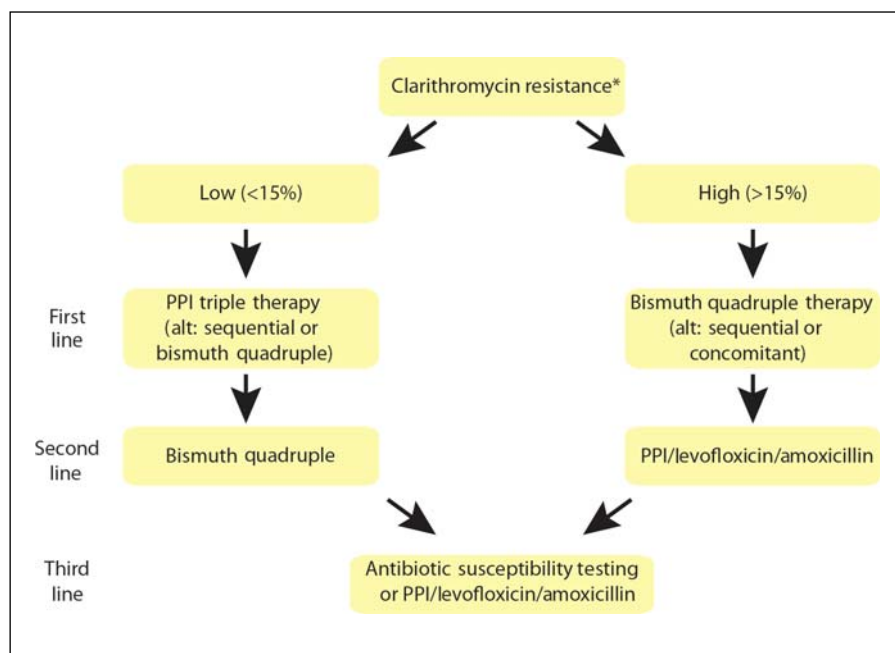 Clarithromycin resistance*
Low (<15%)
High (>15%)
First
line
PPI triple therapy
(alt: sequential or
bismuth quadruple)
Bismuth quadruple therapy
(alt: sequential or
concomitant)
Second
line
Bismuth quadruple
PPI/levofloxicin/amoxicillin
Third
line
Antibiotic susceptibility testing
or PPI/levofloxicin/amoxicillin